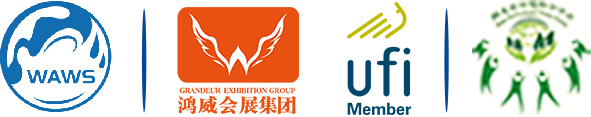 WAWS
GRANDEUR EXHIBITION GROUP
鸿威会展集团
ufi
Member